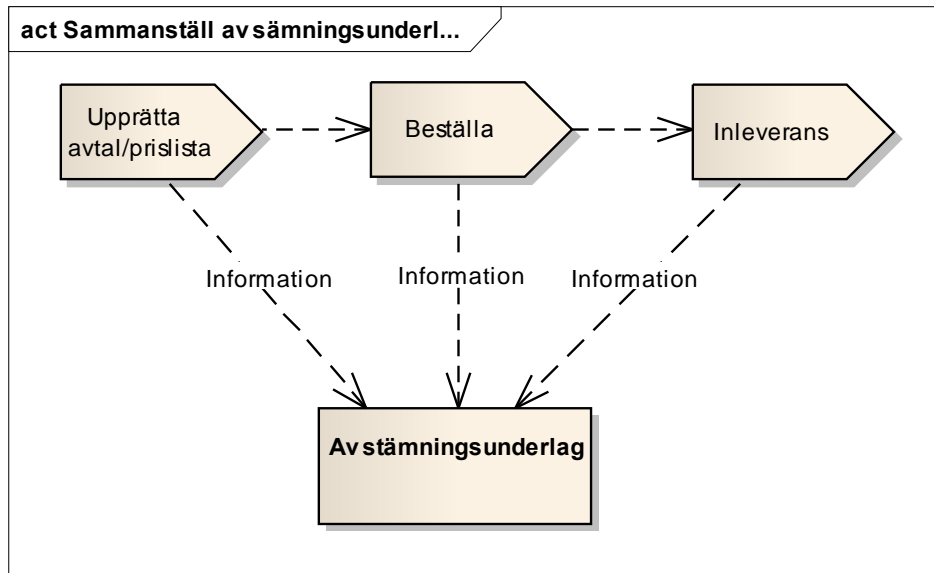 act Sammanställ avsämningsunderl...
Upprätta
avtal/prislista
Beställa
Inleverans
Information
Information
Information
Avstämningsunderlag